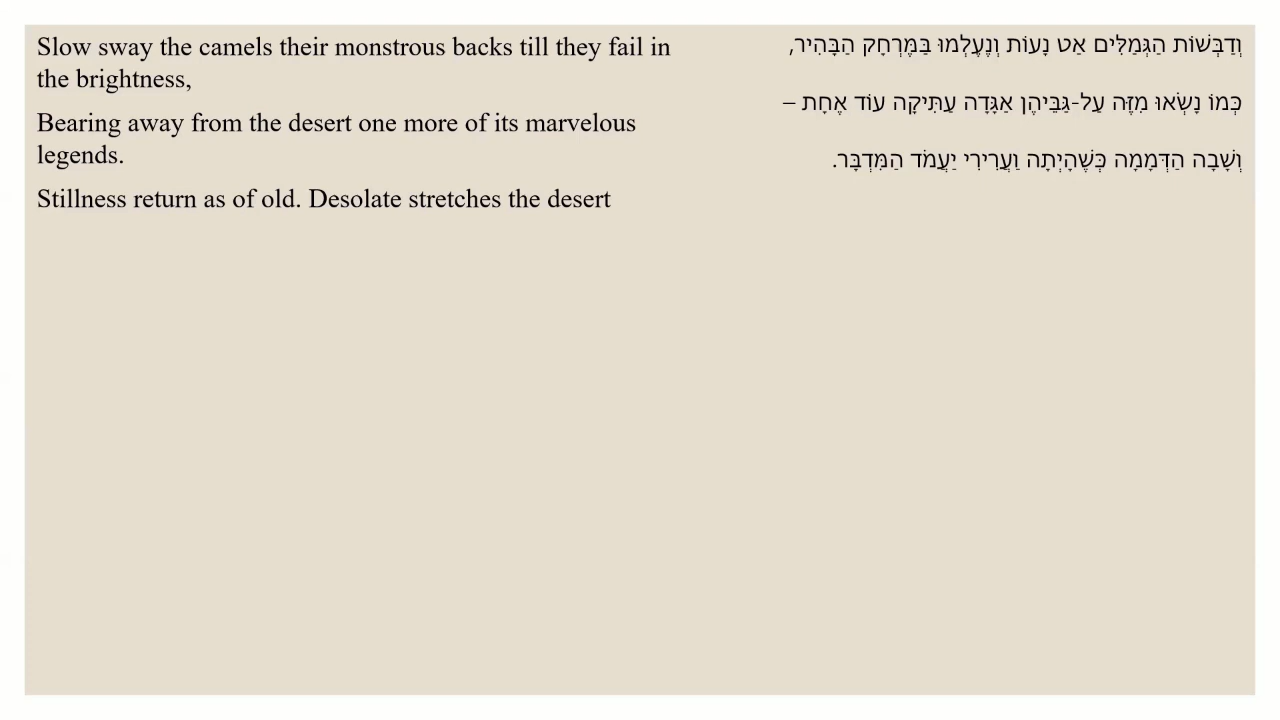 Slow sway the camels their monstrous backs till they fail in
the brightness,
Bearing away from the desert one more of its marvelous
legends.
Stillness return as of old. Desolate stretches the desert
וְדַבְּשׁוֹת הַגְּמַלִּים אַט נָעוֹת וְנֶעֱלְמוּ בַּמֶּרְחָק הַבָּהִיר,
כְּמוֹ נָשְׂאוּ מִזֶּה עַל-גַּבֵּיהֶן אַגָּדָה עַתִּיקָה עוֹד אֶחָת –
וְשָׁבָה הַדְּמָמָה כְּשֶׁהָיְתָה וַעֲרִירִי יַעֲמֹד הַמִּדְבָּר.